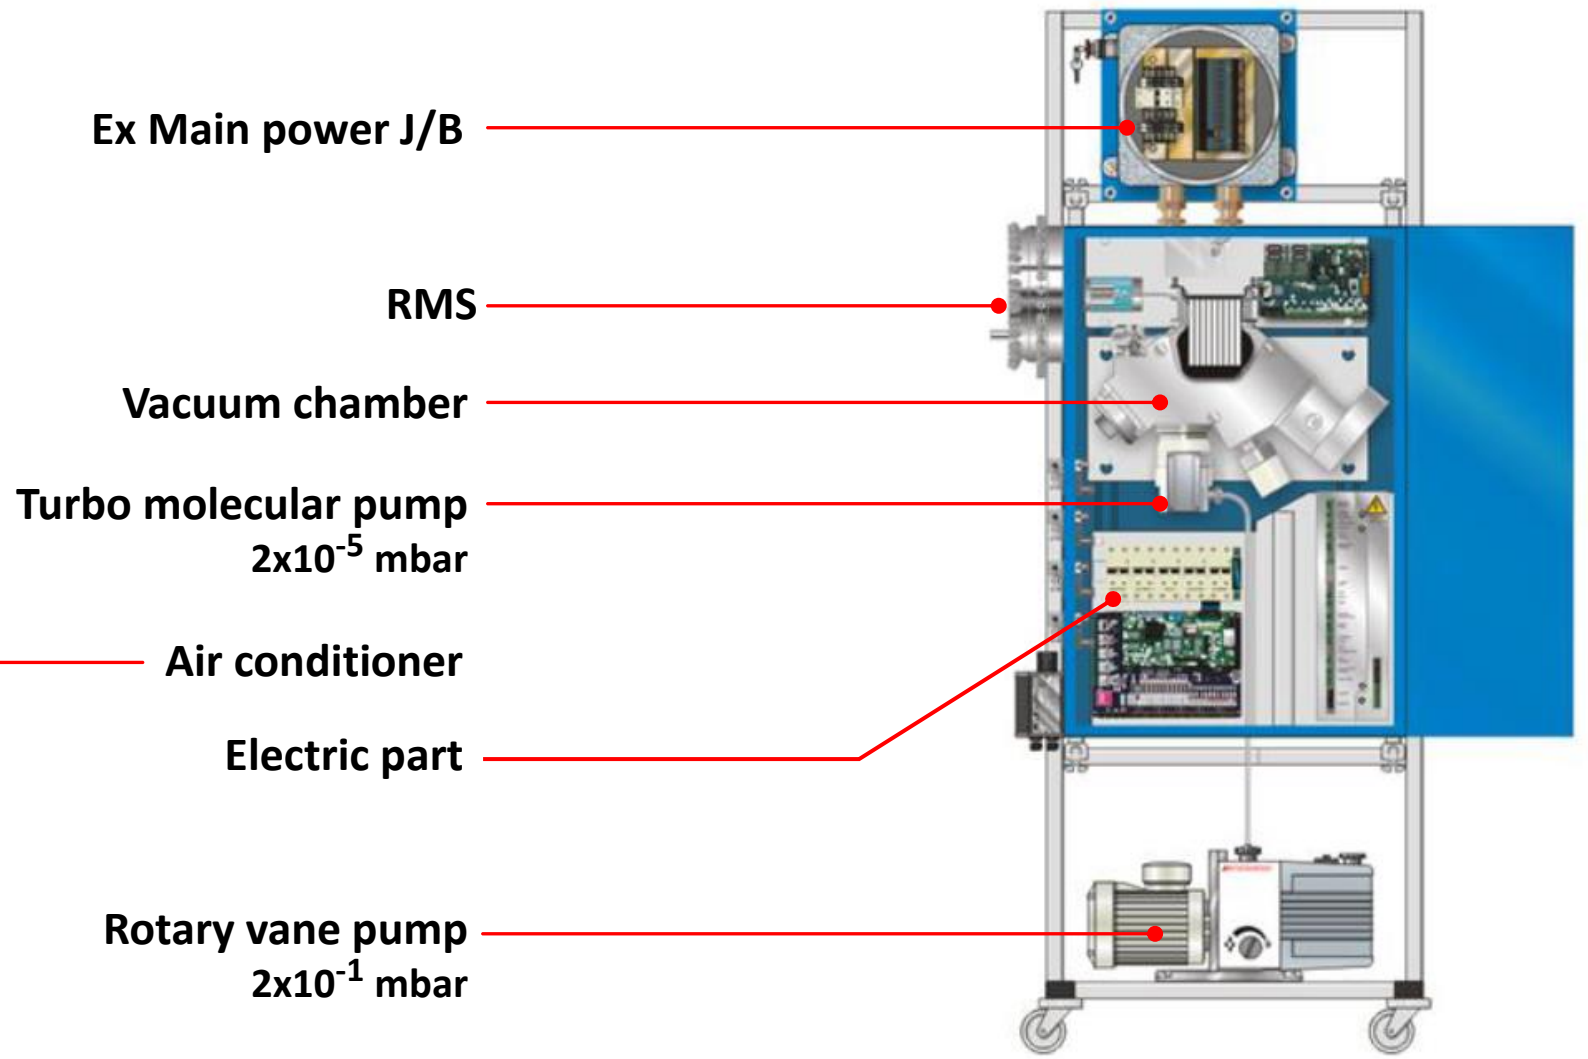 Ex Main power J/B
RMS
Vacuum chamber
Turbo molecular pump
2x10⁻⁵ mbar
Air conditioner
Electric part
Rotary vane pump
2x10⁻¹ mbar